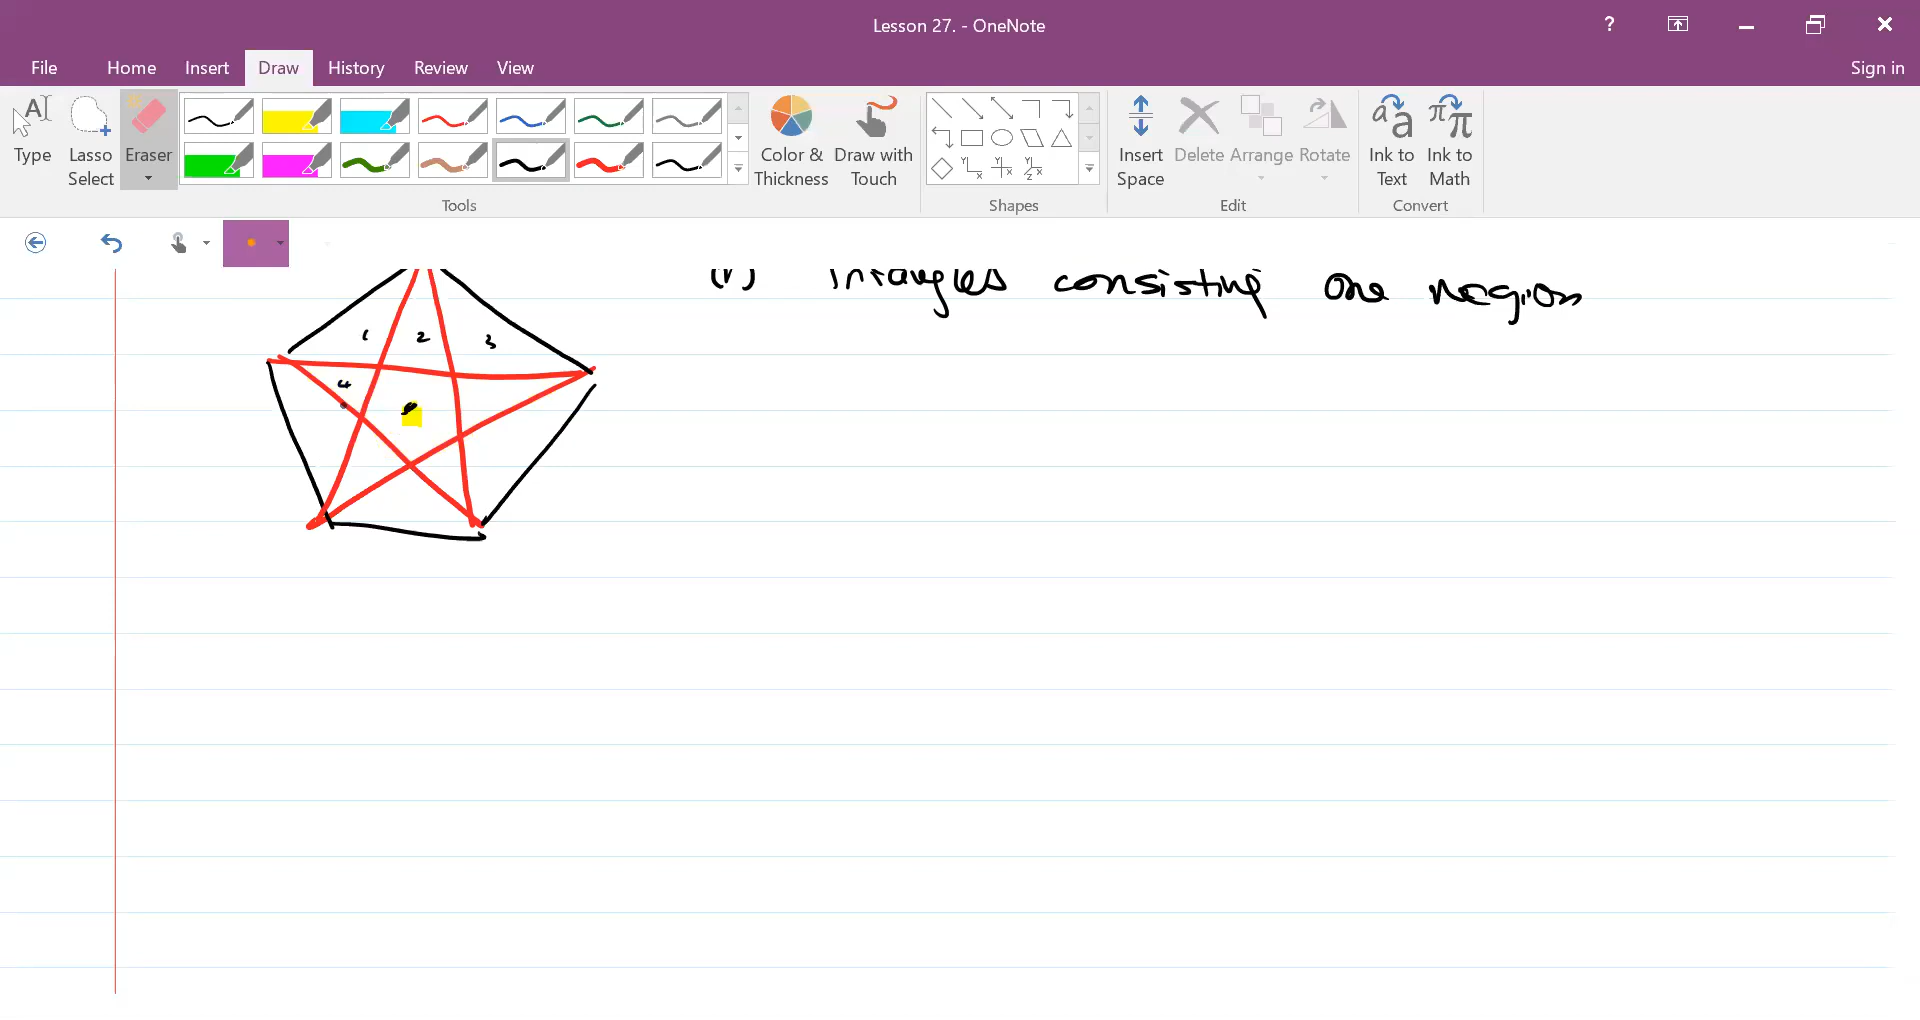 Lesson 27. - OneNote
?
File Home Insert Draw History Review View Sign in
Type
Lasso Select
Eraser
Color & Thickness
Draw with Touch
Insert Space
Delete Arrange Rotate
Ink to Text
Ink to Math
Tools Shapes Edit Convert
Triangles consisting one region
1 2 3
4